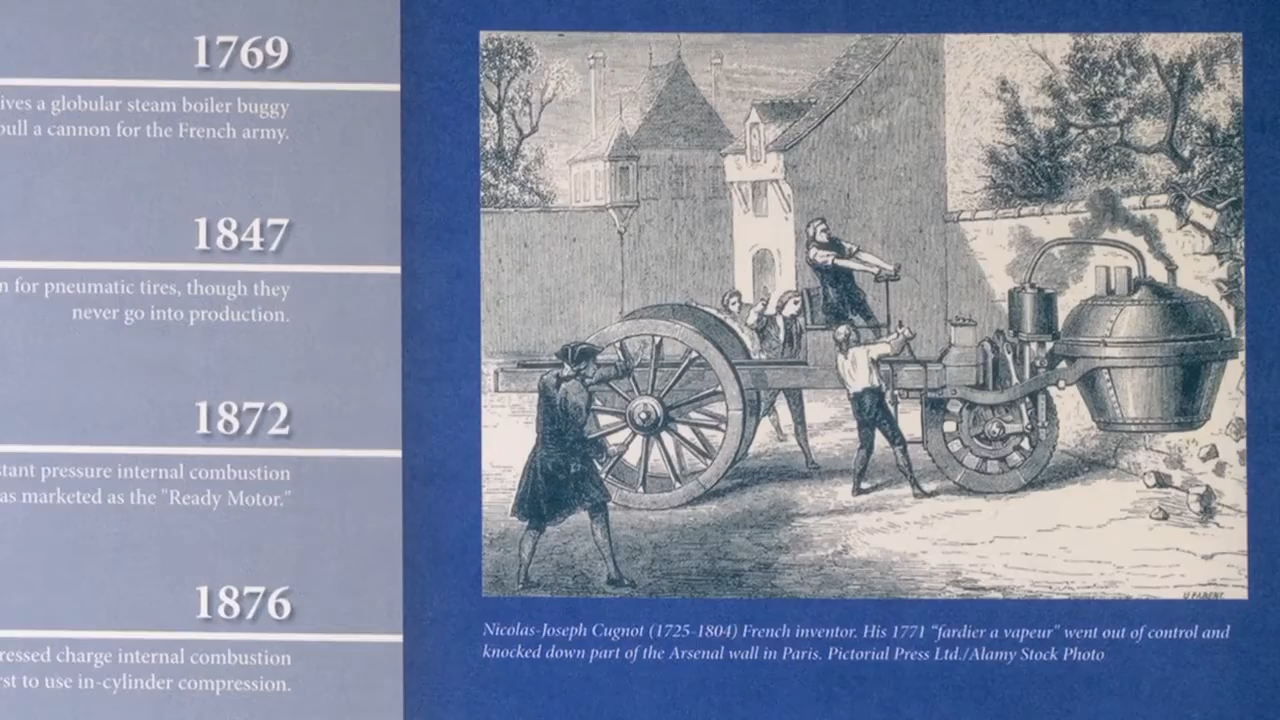 1769
ives a globular steam boiler buggy
pull a cannon for the French army.
1847
n for pneumatic tires, though they
never go into production.
1872
stant pressure internal combustion
as marketed as the "Ready Motor."
1876
ressed charge internal combustion
rst to use in-cylinder compression.
U PARENT.
Nicolas-Joseph Cugnot (1725-1804) French inventor. His 1771 “fardier a vapeur” went out of control and
knocked down part of the Arsenal wall in Paris. Pictorial Press Ltd./Alamy Stock Photo